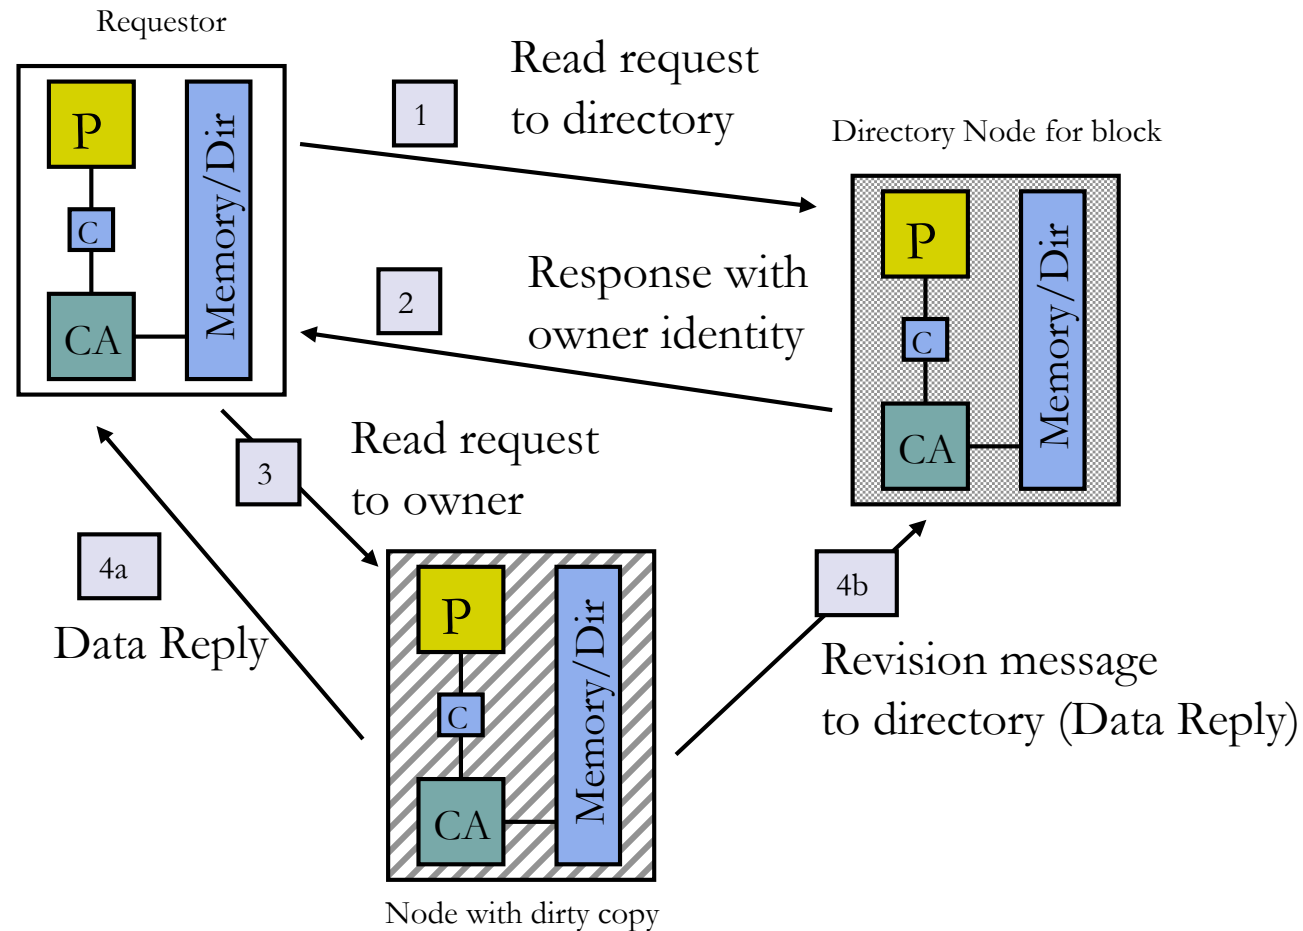 Requestor
P
C
CA
Memory/Dir
1
Read request
to directory
Directory Node for block
P
C
CA
Memory/Dir
2
Response with
owner identity
3
Read request
to owner
4a
Data Reply
P
C
CA
Memory/Dir
4b
Revision message
to directory (Data Reply)
Node with dirty copy